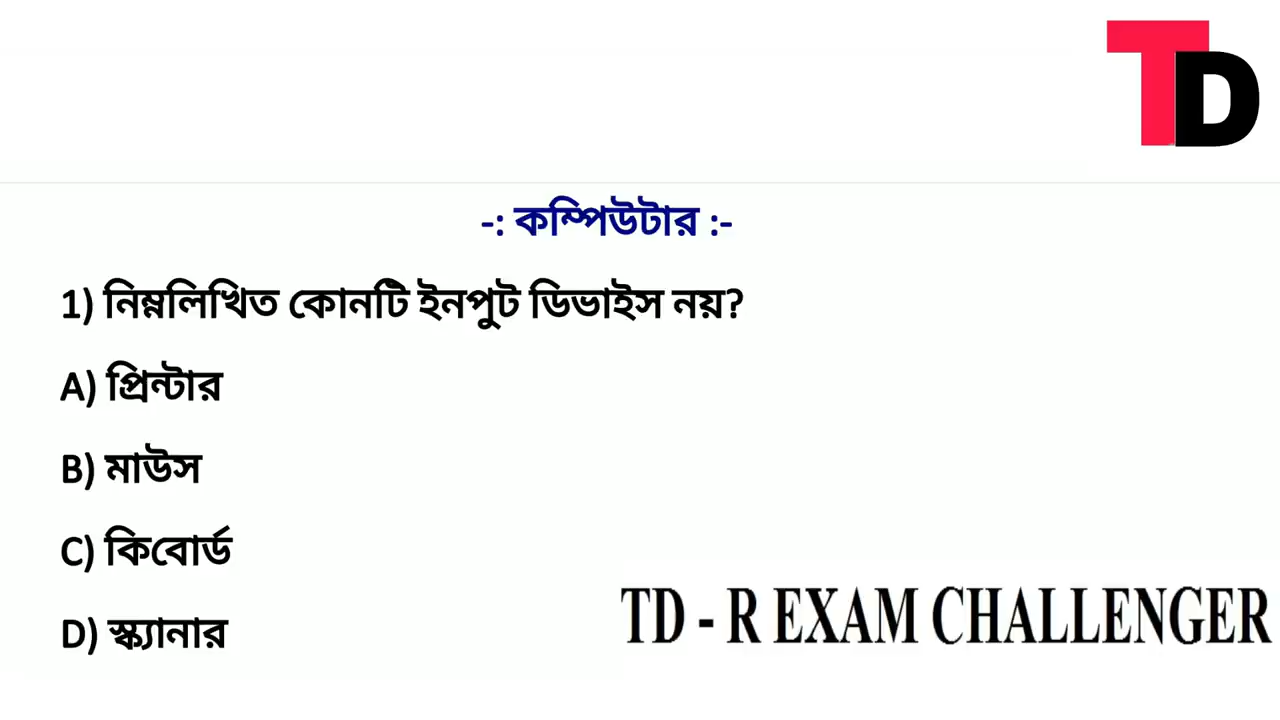 TD
-: কম্পিউটার :-
1) নিম্নলিখিত কোনটি ইনপুট ডিভাইস নয়?
A) প্রিন্টার
B) মাউস
C) কিবোর্ড
D) স্ক্যানার
TD - R EXAM CHALLENGER